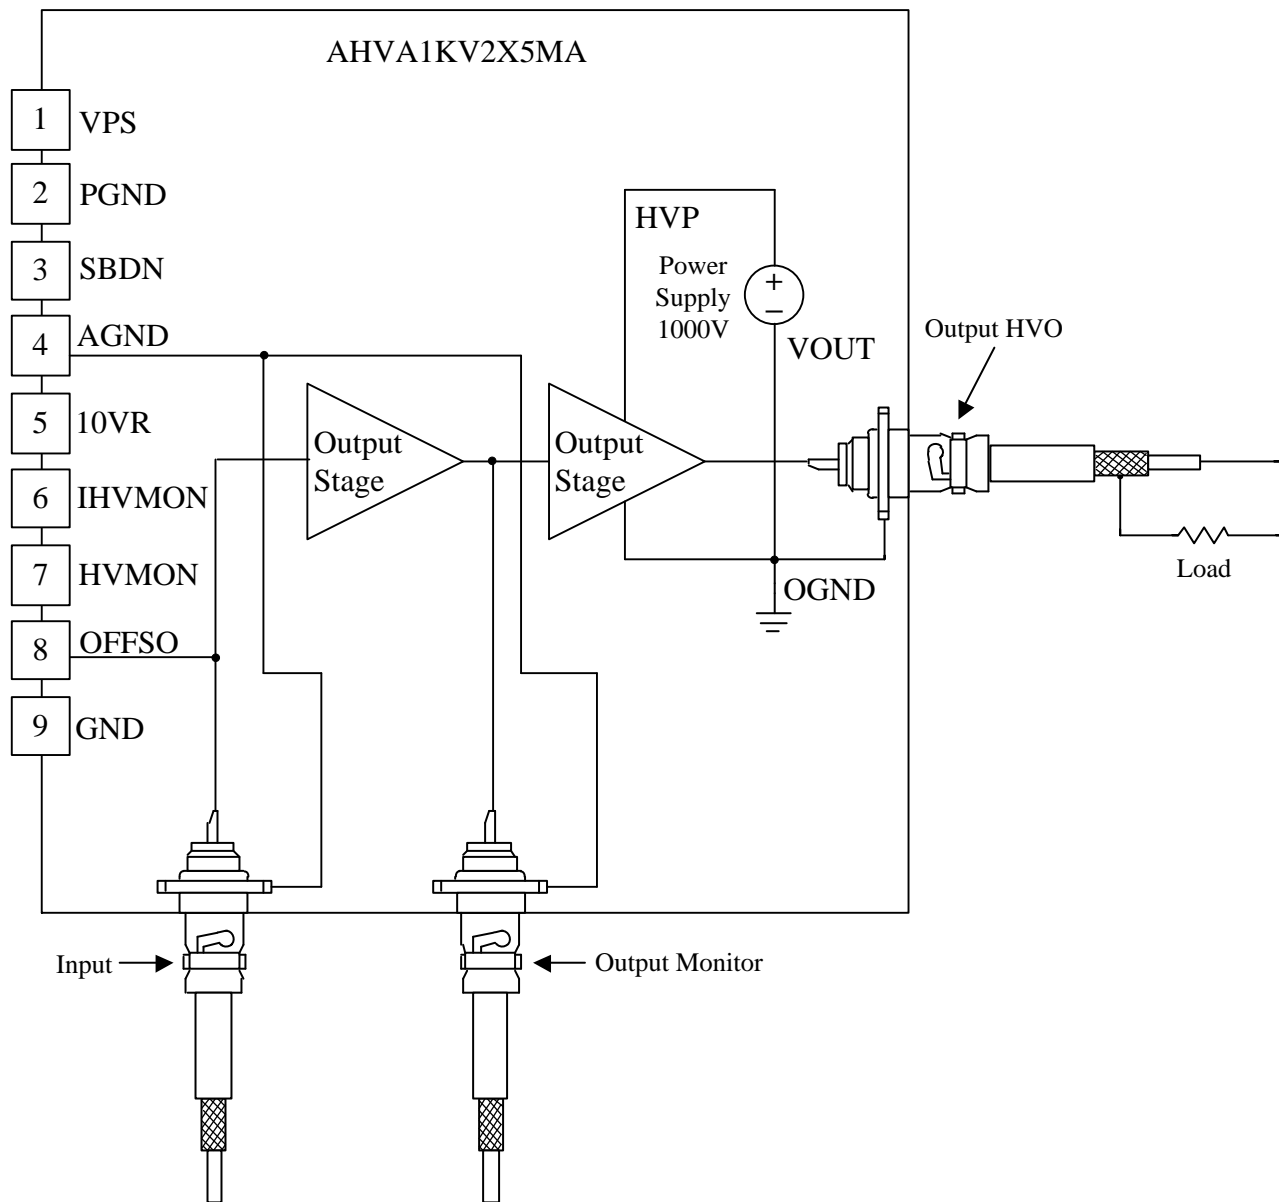 AHVA1KV2X5MA
1 VPS
2 PGND
3 SBDN
4 AGND
5 10VR
6 IHVMON
7 HVMON
8 OFFSO
9 GND
Output
Stage
Output
Stage
HVP
Power
Supply
1000V
+
−
VOUT
OGND
Output HVO
Load
Input
Output Monitor